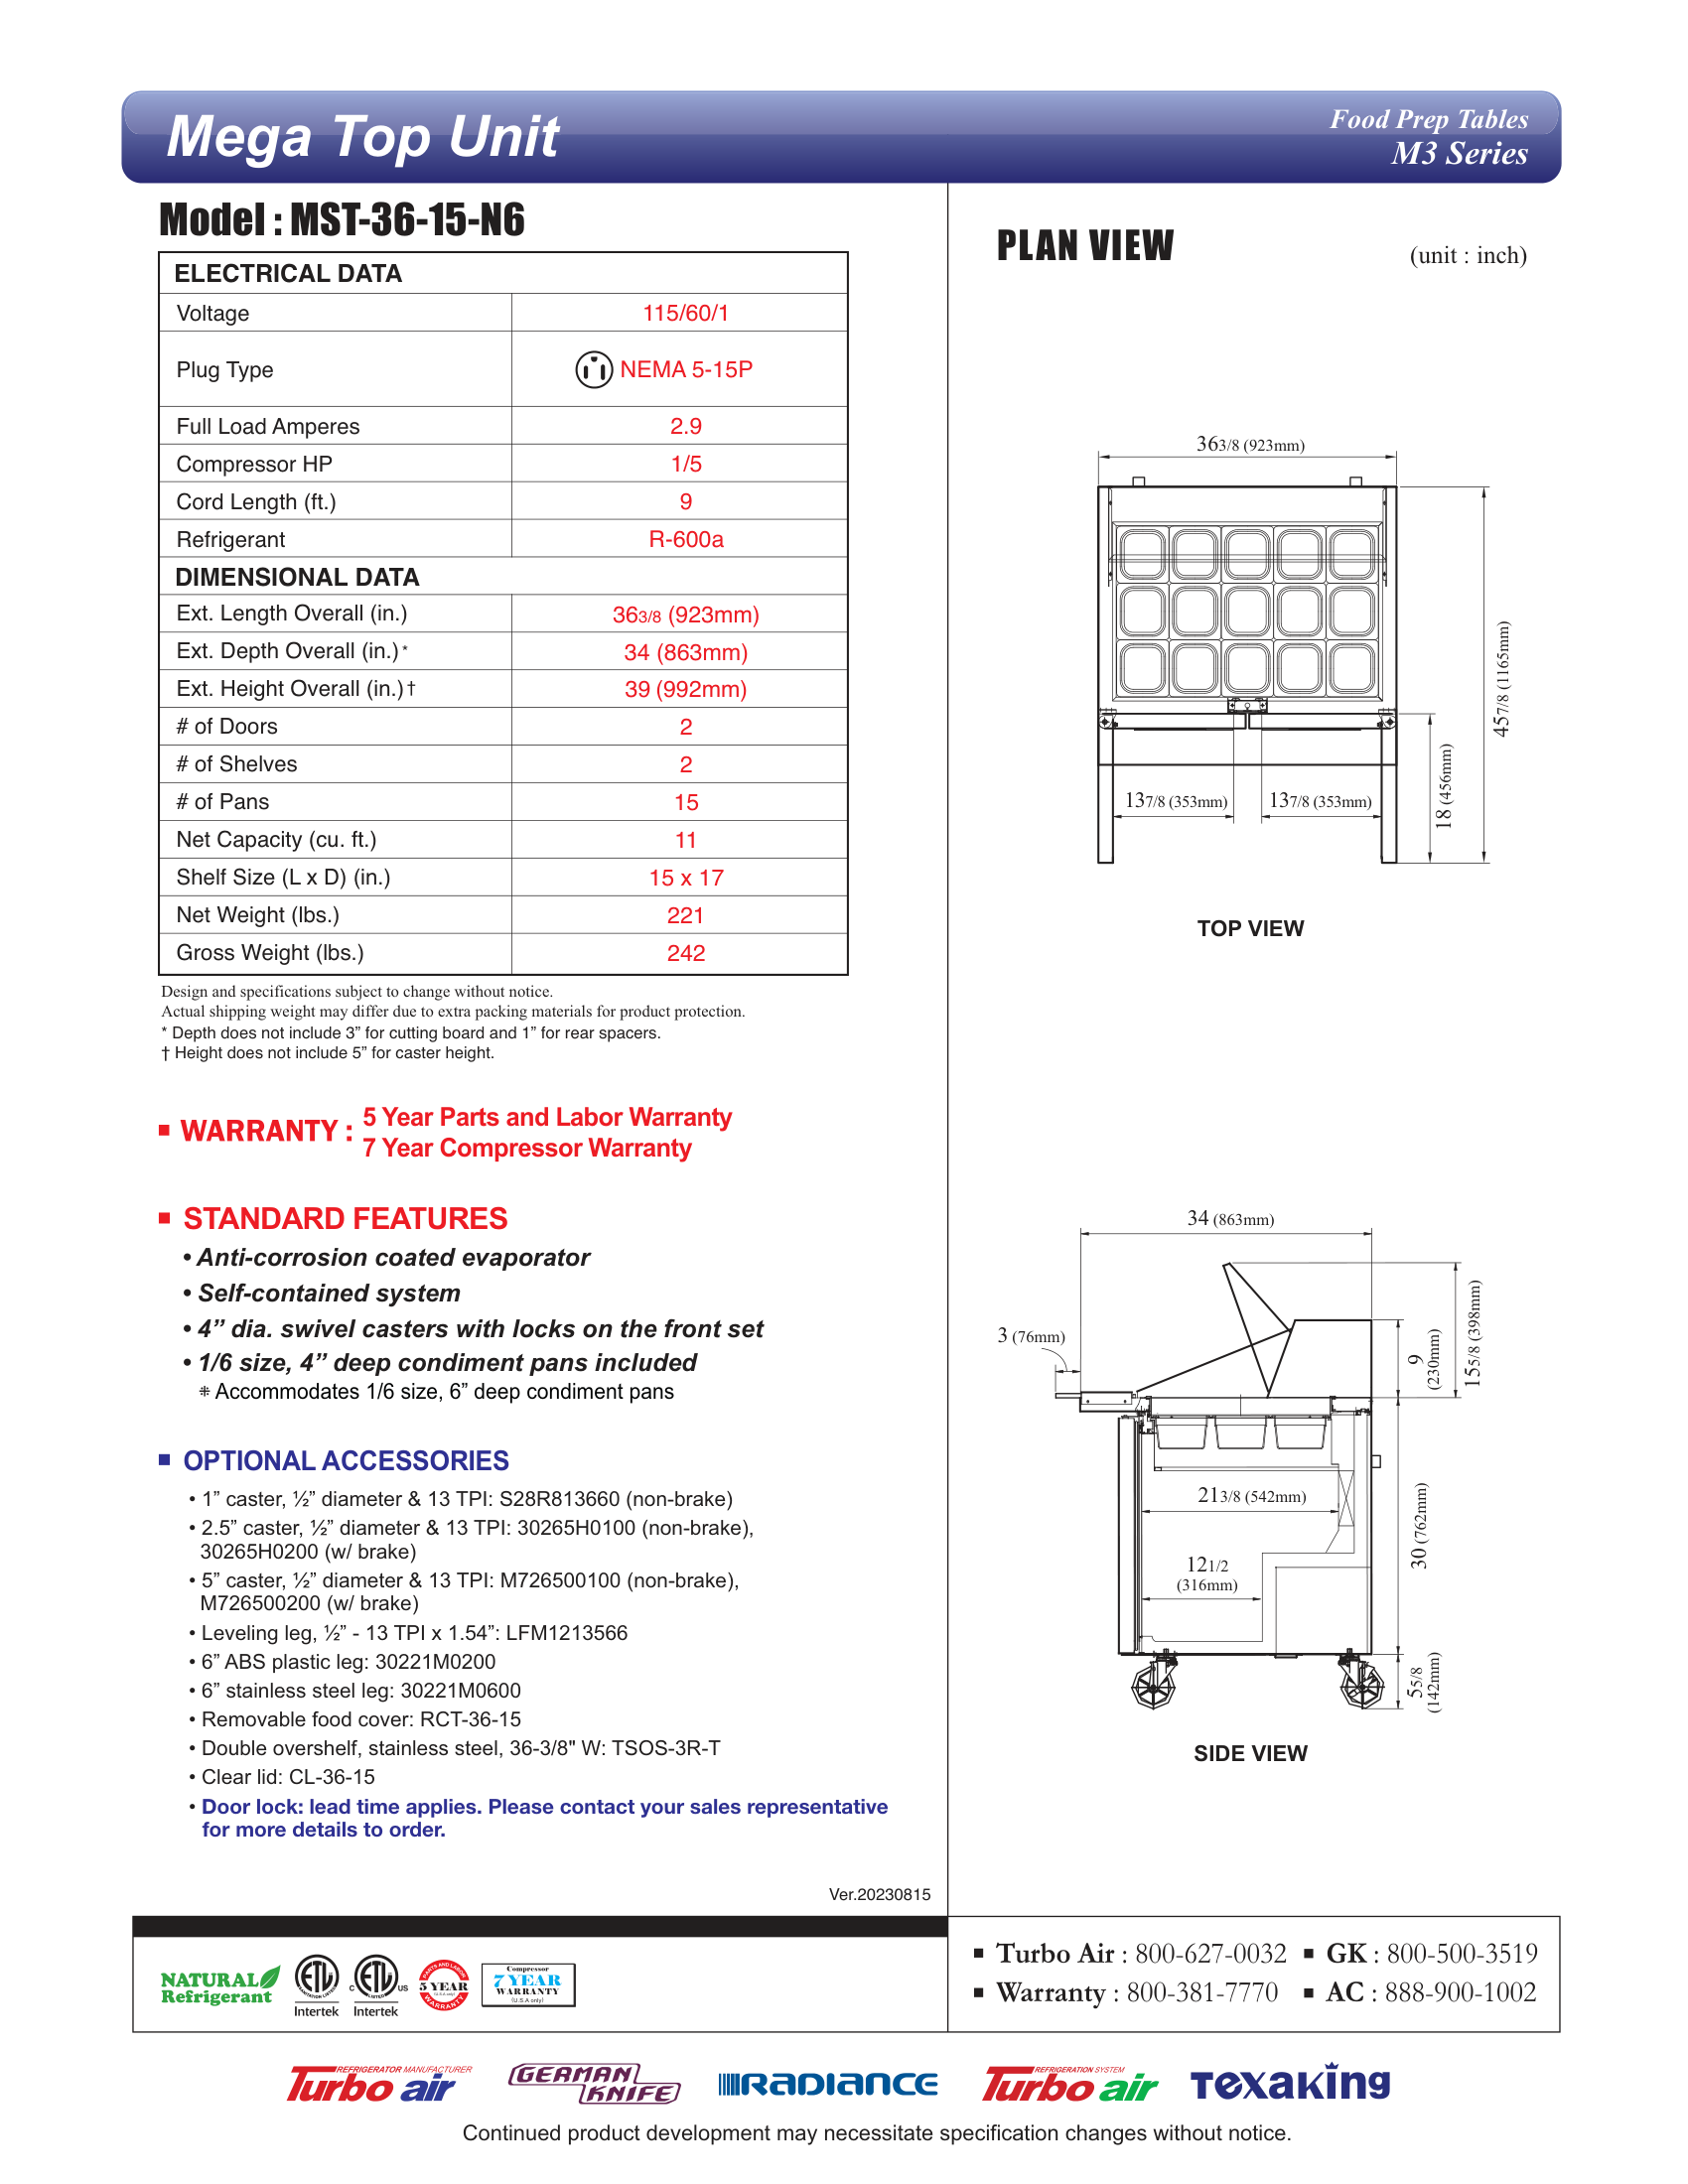 Mega Top Unit
Food Prep Tables
M3 Series
Model : MST-36-15-N6
ELECTRICAL DATA
Voltage 115/60/1
Plug Type NEMA 5-15P
Full Load Amperes 2.9
Compressor HP 1/5
Cord Length (ft.) 9
Refrigerant R-600a
DIMENSIONAL DATA
Ext. Length Overall (in.) 363/8 (923mm)
Ext. Depth Overall (in.)* 34 (863mm)
Ext. Height Overall (in.)† 39 (992mm)
# of Doors 2
# of Shelves 2
# of Pans 15
Net Capacity (cu. ft.) 11
Shelf Size (L x D) (in.) 15 x 17
Net Weight (lbs.) 221
Gross Weight (lbs.) 242
Design and specifications subject to change without notice.
Actual shipping weight may differ due to extra packing materials for product protection.
* Depth does not include 3” for cutting board and 1” for rear spacers.
† Height does not include 5” for caster height.
■ WARRANTY : 5 Year Parts and Labor Warranty
7 Year Compressor Warranty
■ STANDARD FEATURES
• Anti-corrosion coated evaporator
• Self-contained system
• 4” dia. swivel casters with locks on the front set
• 1/6 size, 4” deep condiment pans included
⁜ Accommodates 1/6 size, 6” deep condiment pans
■ OPTIONAL ACCESSORIES
• 1” caster, ½” diameter & 13 TPI: S28R813660 (non-brake)
• 2.5” caster, ½” diameter & 13 TPI: 30265H0100 (non-brake),
30265H0200 (w/ brake)
• 5” caster, ½” diameter & 13 TPI: M726500100 (non-brake),
M726500200 (w/ brake)
• Leveling leg, ½” - 13 TPI x 1.54”: LFM1213566
• 6” ABS plastic leg: 30221M0200
• 6” stainless steel leg: 30221M0600
• Removable food cover: RCT-36-15
• Double overshelf, stainless steel, 36-3/8" W: TSOS-3R-T
• Clear lid: CL-36-15
• Door lock: lead time applies. Please contact your sales representative
for more details to order.
Ver.20230815
PLAN VIEW
(unit : inch)
363/8 (923mm)
457/8 (1165mm)
18 (456mm)
137/8 (353mm)
137/8 (353mm)
TOP VIEW
34 (863mm)
3 (76mm)
9
(230mm)
155/8 (398mm)
213/8 (542mm)
121/2
(316mm)
30 (762mm)
55/8
(142mm)
SIDE VIEW
NATURAL
Refrigerant
ETL
Intertek
C ETL US
Intertek
PARTS AND LABOR
5 YEAR
WARRANTY
Compressor
7 YEAR
WARRANTY
(U.S.A only)
■ Turbo Air : 800-627-0032 ■ GK : 800-500-3519
■ Warranty : 800-381-7770 ■ AC : 888-900-1002
REFRIGERATOR MANUFACTURER
Turbo air
GERMAN
KNIFE
RADIANCE
REFRIGERATION SYSTEM
Turbo air
Texaking
Continued product development may necessitate specification changes without notice.